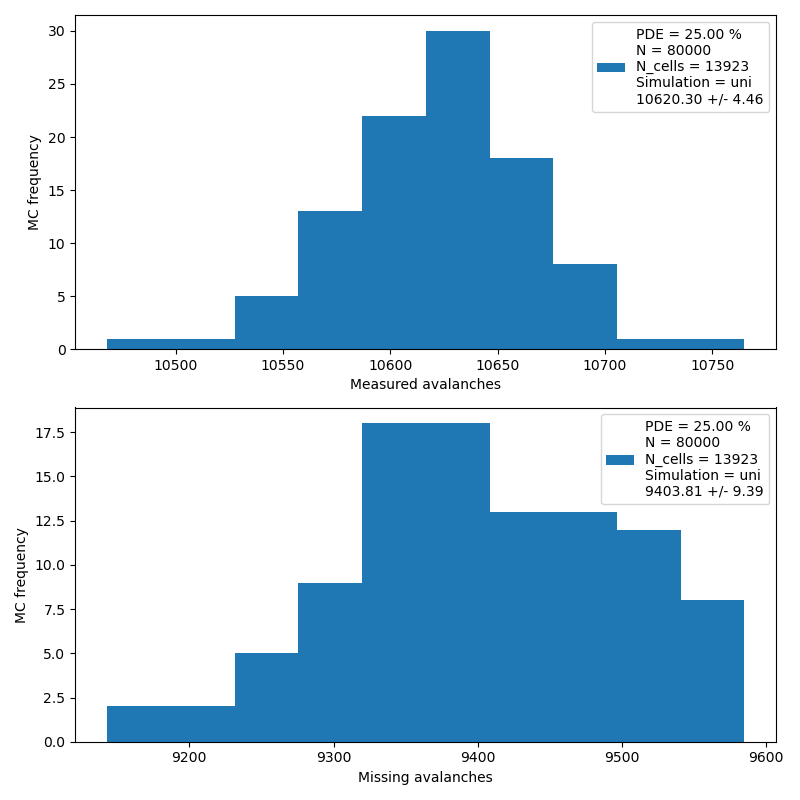 30
25
20
15
10
5
0
MC frequency
PDE = 25.00 %
N = 80000
N_cells = 13923
Simulation = uni
10620.30 +/- 4.46
10500
10550
10600
10650
10700
10750
Measured avalanches
17.5
15.0
12.5
10.0
7.5
5.0
2.5
0.0
MC frequency
PDE = 25.00 %
N = 80000
N_cells = 13923
Simulation = uni
9403.81 +/- 9.39
9200
9300
9400
9500
9600
Missing avalanches